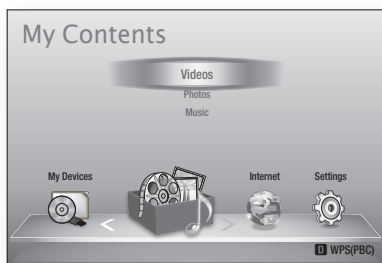 My Contents
Videos
Photos
Music
My Devices
Internet
Settings
D WPS(PBC)